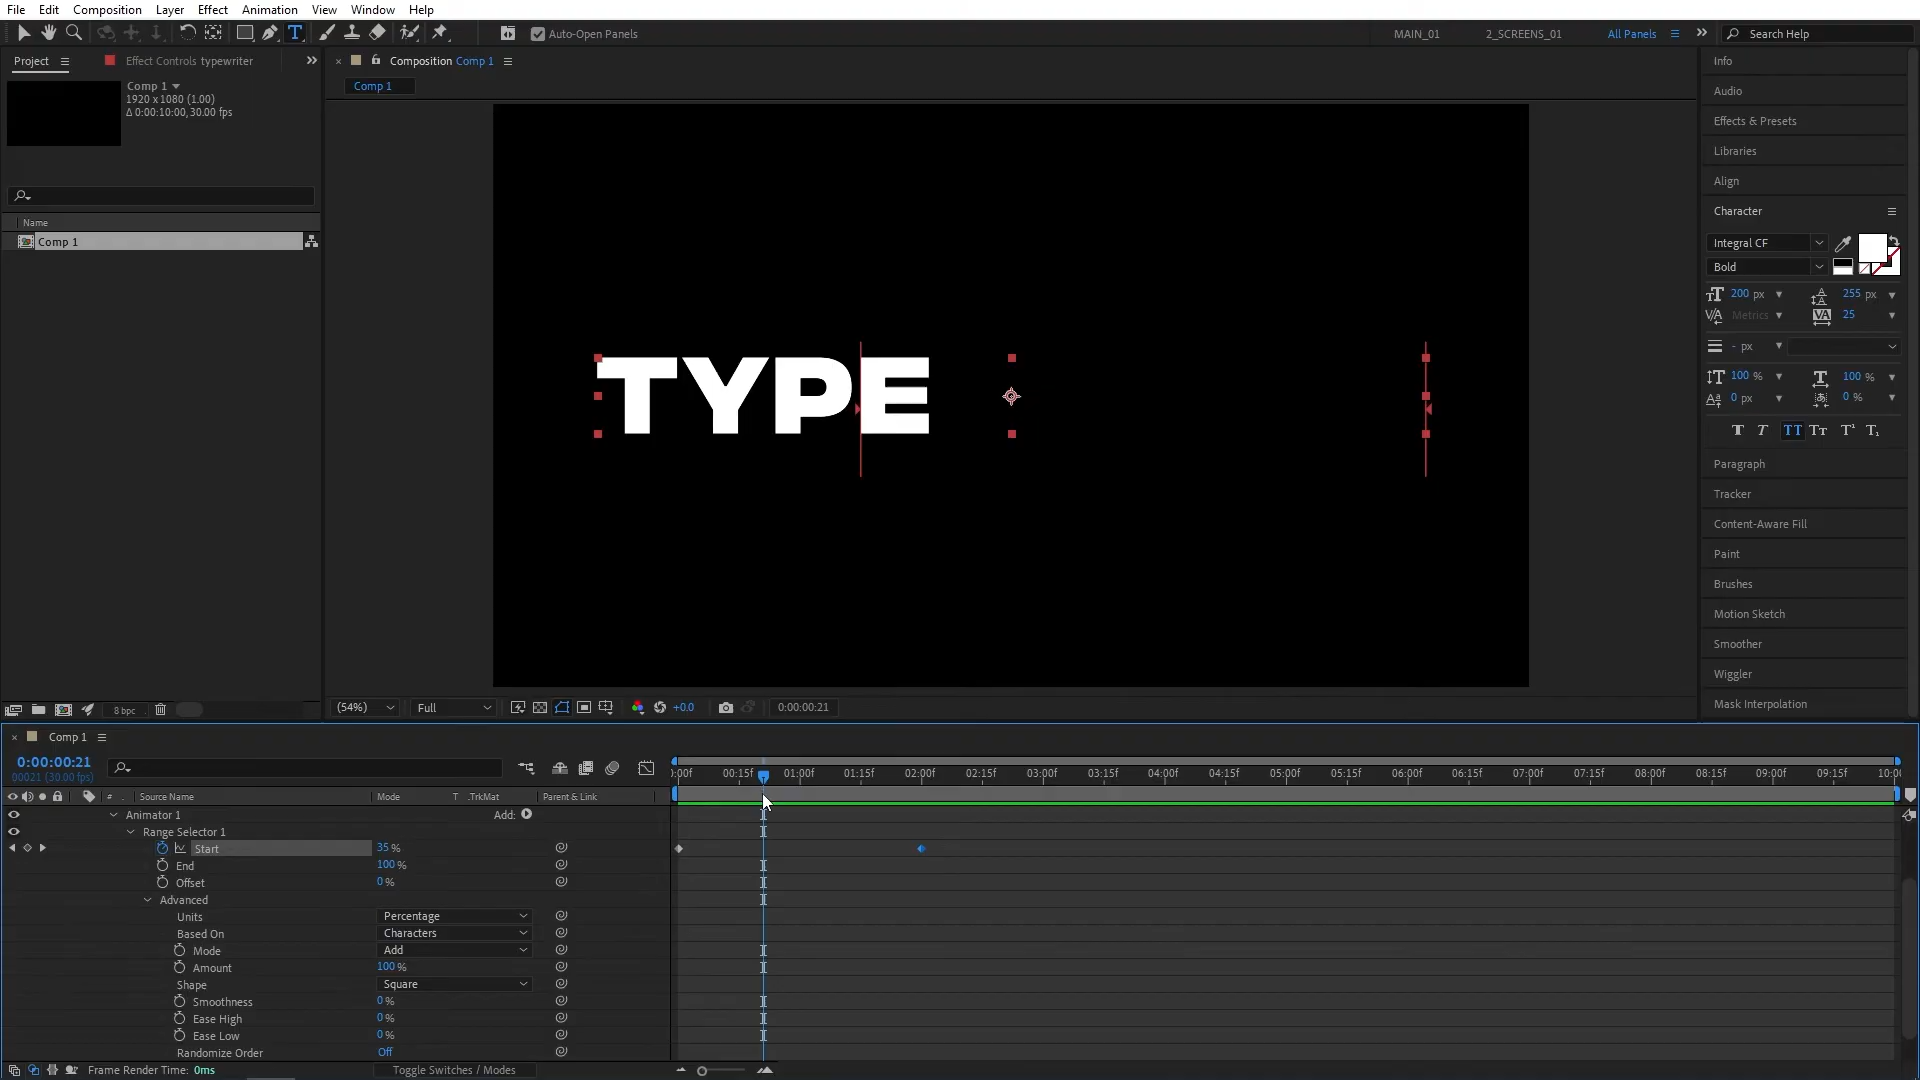 File Edit Composition Layer Effect Animation View Window Help
Auto-Open Panels MAIN_01 2_SCREENS_01 All Panels Search Help
Project Effect Controls typewriter
Composition Comp 1
Comp 1
Comp 1
1920 x 1080 (1.00)
Δ 0:00:10:00, 30.00 fps
Name
Comp 1
TYPE
Info
Audio
Effects & Presets
Libraries
Align
Character
Integral CF
Bold
200 px 255 px
Metrics 25
- px
100 % 100 %
0 px 0 %
T T TT Tт T¹ T₁
Paragraph
Tracker
Content-Aware Fill
Paint
Brushes
Motion Sketch
Smoother
Wiggler
Mask Interpolation
8 bpc
(54%) Full +0.0 0:00:00:21
Comp 1
0:00:00:21
00021 (30.00 fps)
:00f 00:15f 01:00f 01:15f 02:00f 02:15f 03:00f 03:15f 04:00f 04:15f 05:00f 05:15f 06:00f 06:15f 07:00f 07:15f 08:00f 08:15f 09:00f 09:15f 10:00
# . Source Name Mode T .TrkMat Parent & Link
Animator 1 Add:
Range Selector 1
Start 35 %
End 100 %
Offset 0 %
Advanced
Units Percentage
Based On Characters
Mode Add
Amount 100 %
Shape Square
Smoothness 0 %
Ease High 0 %
Ease Low 0 %
Randomize Order Off
Frame Render Time: 0ms Toggle Switches / Modes